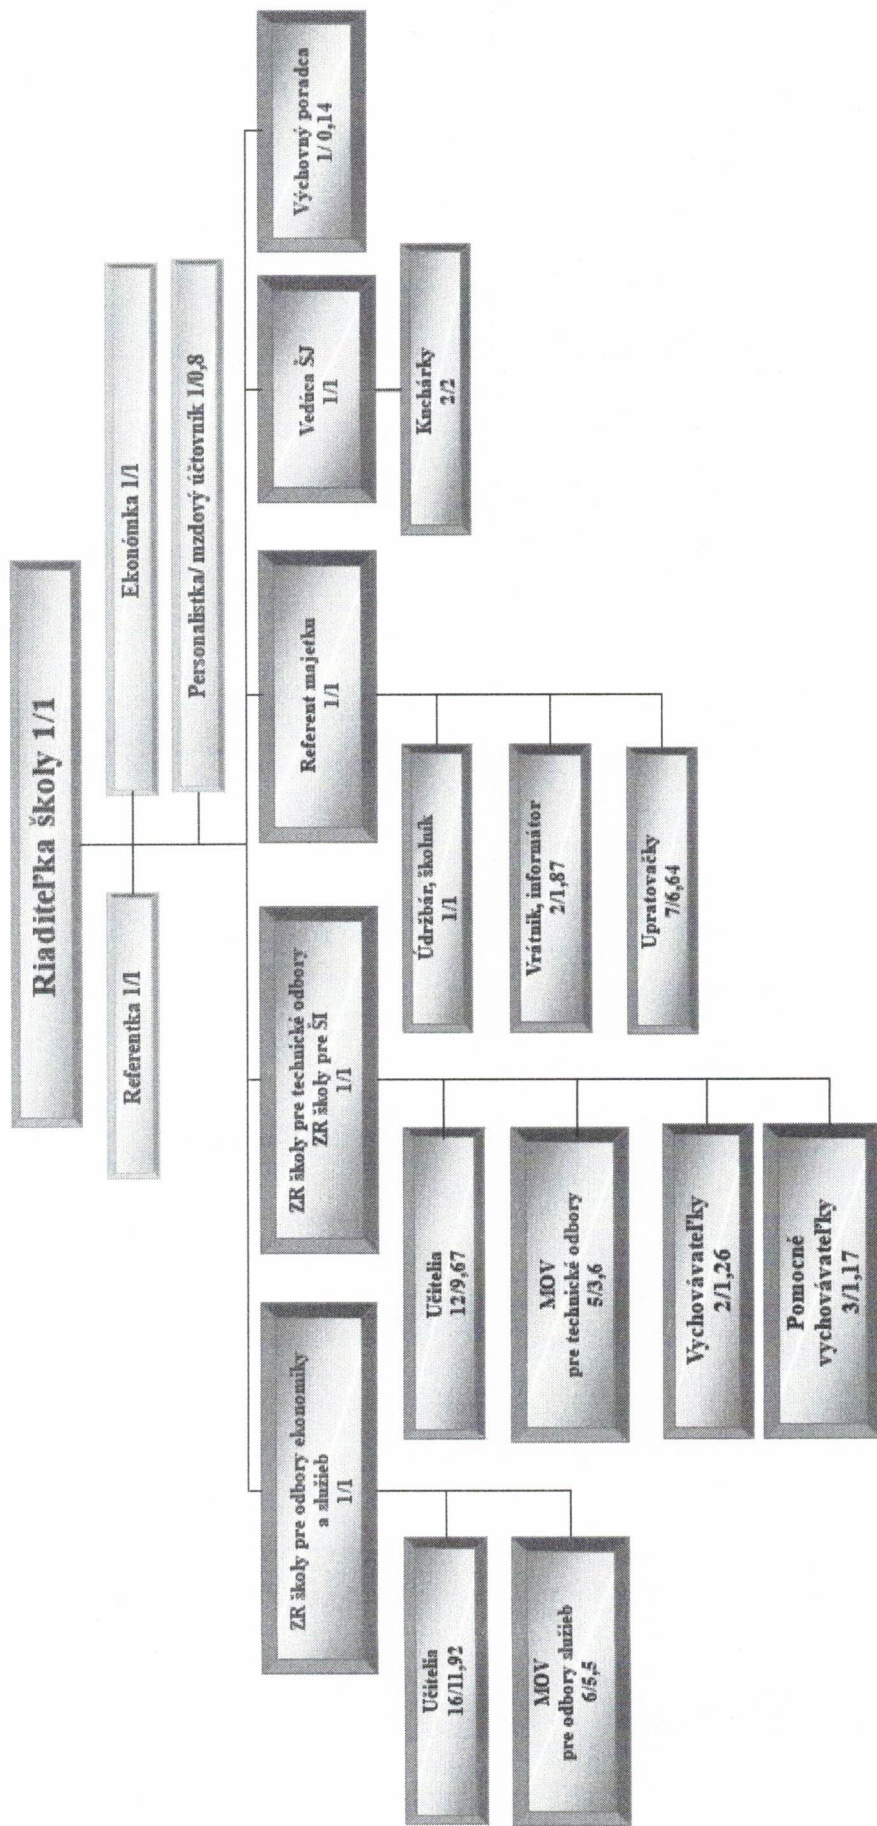 Riaditeľka školy 1/1
Referentka 1/1
Ekonómka 1/1
Personalistka/ mzdový účtovník 1/0,8
ZR školy pre odbory ekonomiky
a služieb
1/1
ZR školy pre technické odbory
ZR školy pre ŠI
1/1
Referent majetku
1/1
Vedúca ŠJ
1/1
Výchovný poradca
1/ 0,14
Učitelia
16/11,92
MOV
pre odbory služieb
6/5,5
Učitelia
12/9,67
MOV
pre technické odbory
5/3,6
Vychovávateľky
2/1,26
Pomocné
vychovávateľky
3/1,17
Údržbár, školník
1/1
Vrátnik, informátor
2/1,87
Upratovačky
7/6,64
Kuchárky
2/2